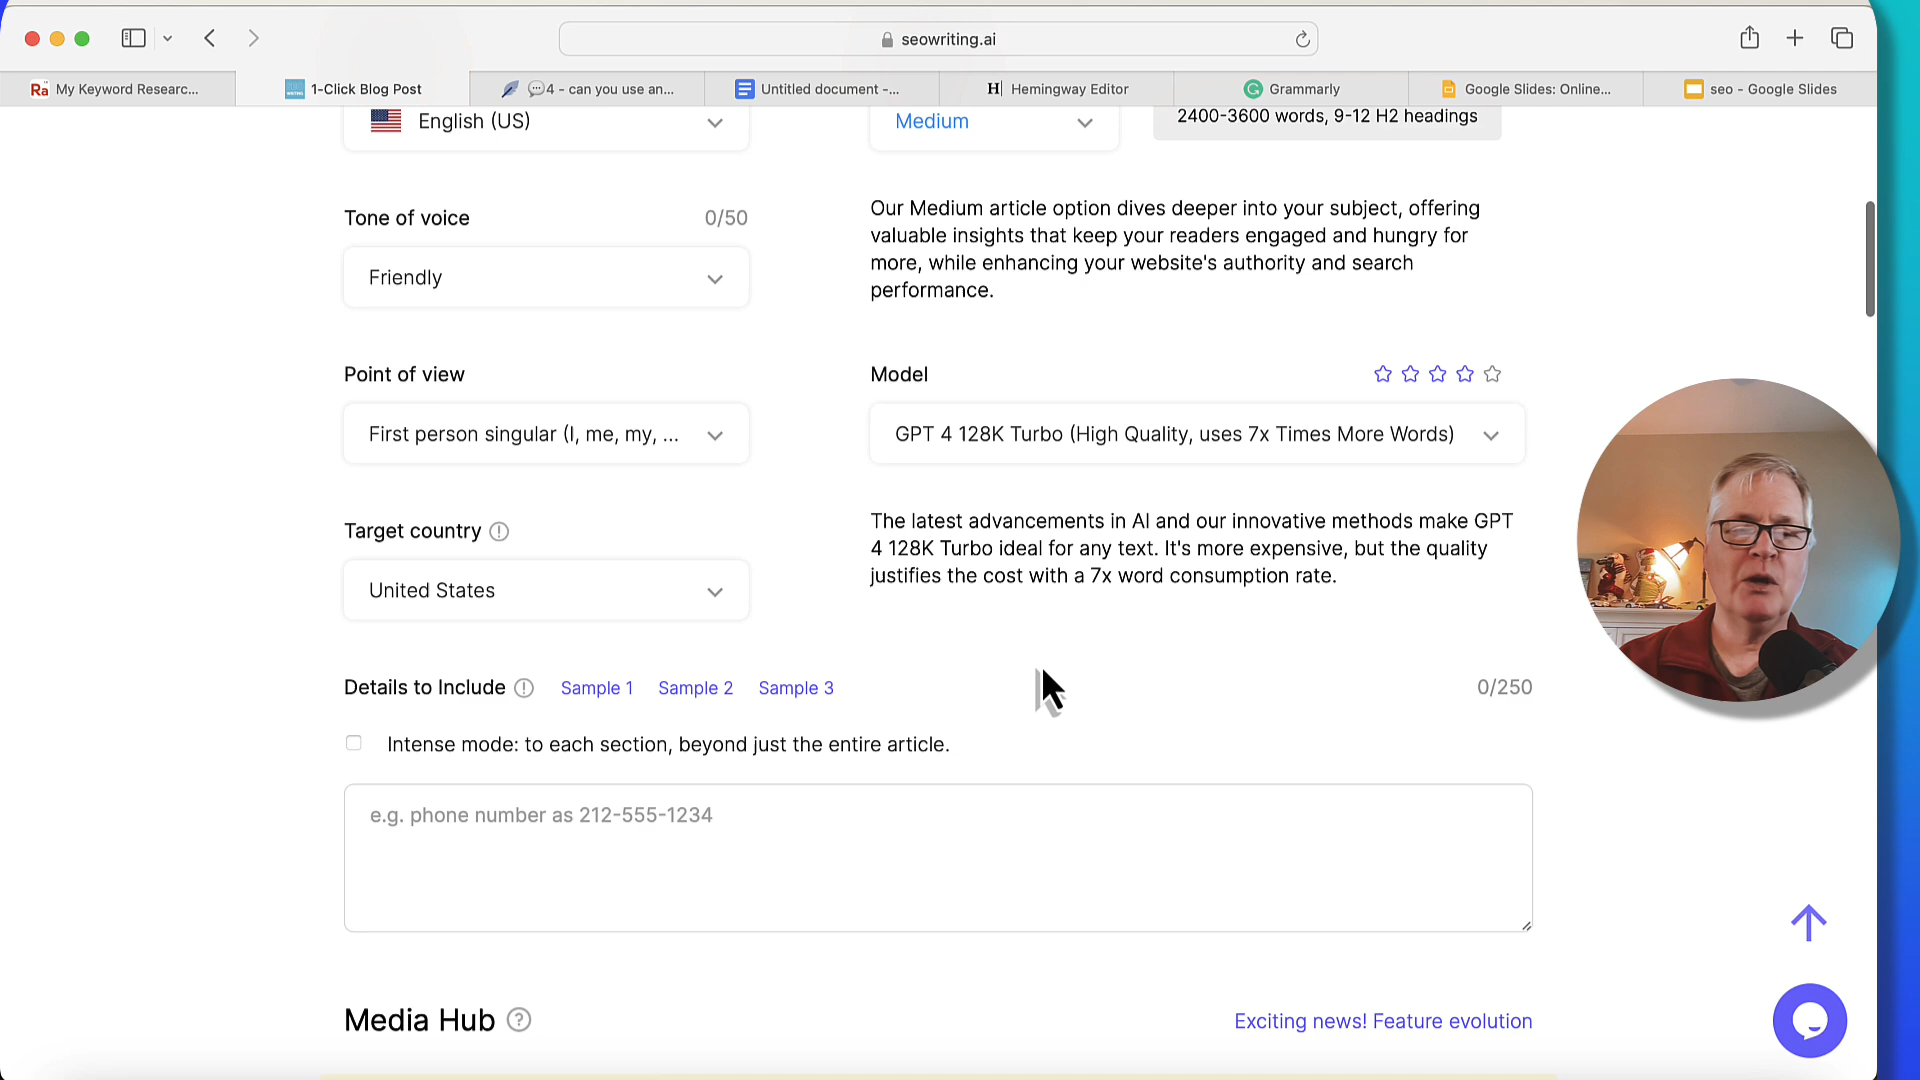 seowriting.ai
Ra My Keyword Researc...
1-Click Blog Post
4 - can you use an...
Untitled document -...
H Hemingway Editor
Grammarly
Google Slides: Online...
seo - Google Slides
English (US)
Medium
2400-3600 words, 9-12 H2 headings
Tone of voice
0/50
Friendly
Our Medium article option dives deeper into your subject, offering
valuable insights that keep your readers engaged and hungry for
more, while enhancing your website's authority and search
performance.
Point of view
First person singular (I, me, my, ...
Model
GPT 4 128K Turbo (High Quality, uses 7x Times More Words)
Target country
United States
The latest advancements in AI and our innovative methods make GPT
4 128K Turbo ideal for any text. It's more expensive, but the quality
justifies the cost with a 7x word consumption rate.
Details to Include
Sample 1
Sample 2
Sample 3
0/250
Intense mode: to each section, beyond just the entire article.
e.g. phone number as 212-555-1234
Media Hub
Exciting news! Feature evolution